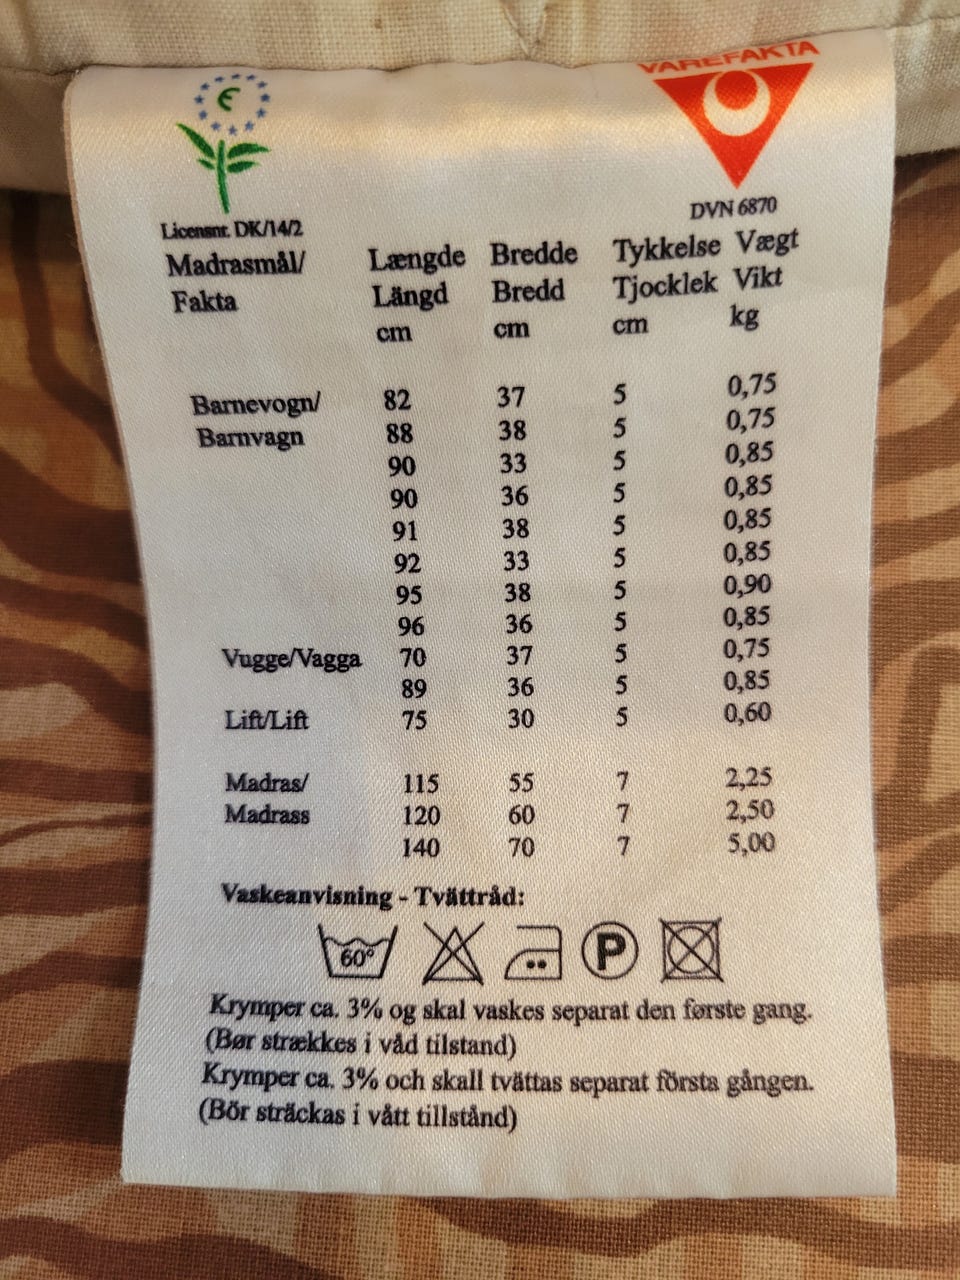 VAREFAKTA
Licensnr. DK/14/2
DVN 6870
Madrasmål/ Længde Bredde Tykkelse Vægt
Fakta Längd Bredd Tjocklek Vikt
cm cm cm kg
Barnevogn/ 82 37 5 0,75
Barnvagn 88 38 5 0,75
90 33 5 0,85
90 36 5 0,85
91 38 5 0,85
92 33 5 0,85
95 38 5 0,90
96 36 5 0,85
Vugge/Vagga 70 37 5 0,75
89 36 5 0,85
Lift/Lift 75 30 5 0,60
Madras/ 115 55 7 2,25
Madrass 120 60 7 2,50
140 70 7 5,00
Vaskeanvisning - Tvättråd:
60° P
Krymper ca. 3% og skal vaskes separat den første gang.
(Bør strækkes i våd tilstand)
Krymper ca. 3% och skall tvättas separat första gången.
(Bör sträckas i vått tillstånd)